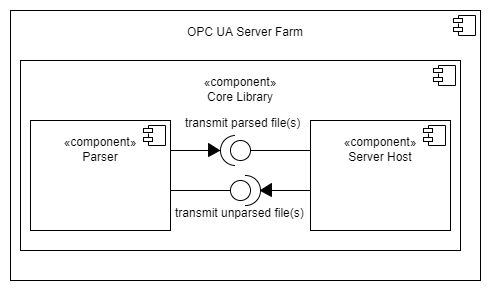 OPC UA Server Farm
«component»
Core Library
transmit parsed file(s)
«component»
Parser
«component»
Server Host
transmit unparsed file(s)